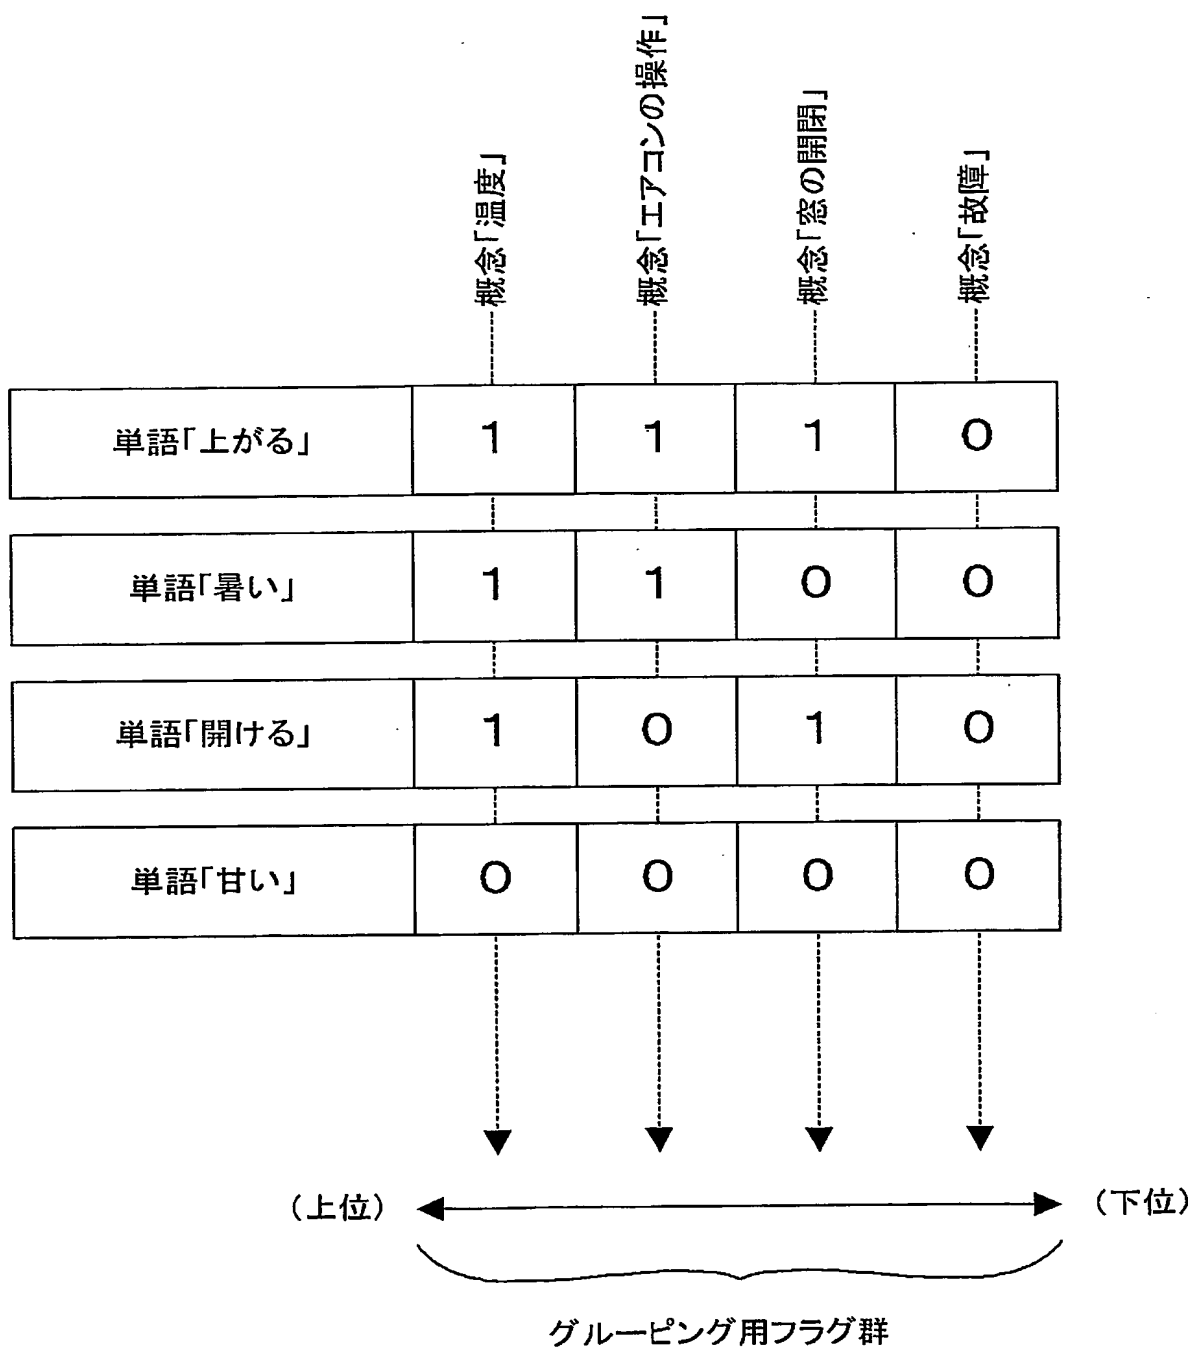 概念「温度」
概念「エアコンの操作」
概念「窓の開閉」
概念「故障」
単語「上がる」 1 1 1 0
単語「暑い」 1 1 0 0
単語「開ける」 1 0 1 0
単語「甘い」 0 0 0 0
(上位) (下位)
グルーピング用フラグ群